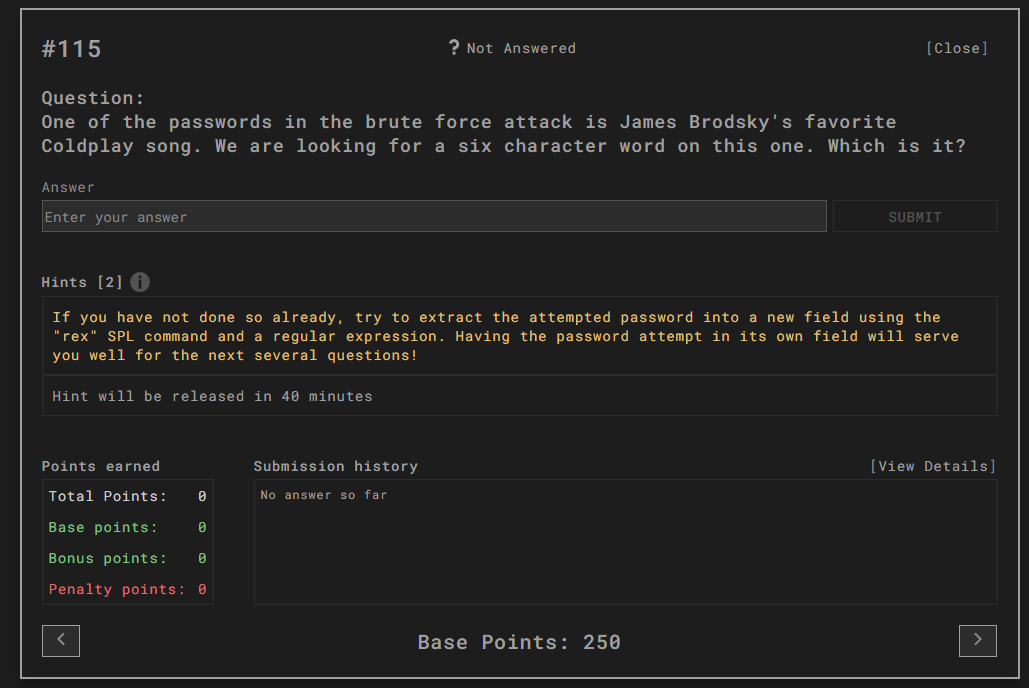 #115
? Not Answered
[Close]
Question:
One of the passwords in the brute force attack is James Brodsky's favorite
Coldplay song. We are looking for a six character word on this one. Which is it?
Answer
Enter your answer
SUBMIT
Hints [2]
If you have not done so already, try to extract the attempted password into a new field using the
"rex" SPL command and a regular expression. Having the password attempt in its own field will serve
you well for the next several questions!
Hint will be released in 40 minutes
Points earned
Total Points: 0
Base points: 0
Bonus points: 0
Penalty points: 0
Submission history
[View Details]
No answer so far
Base Points: 250